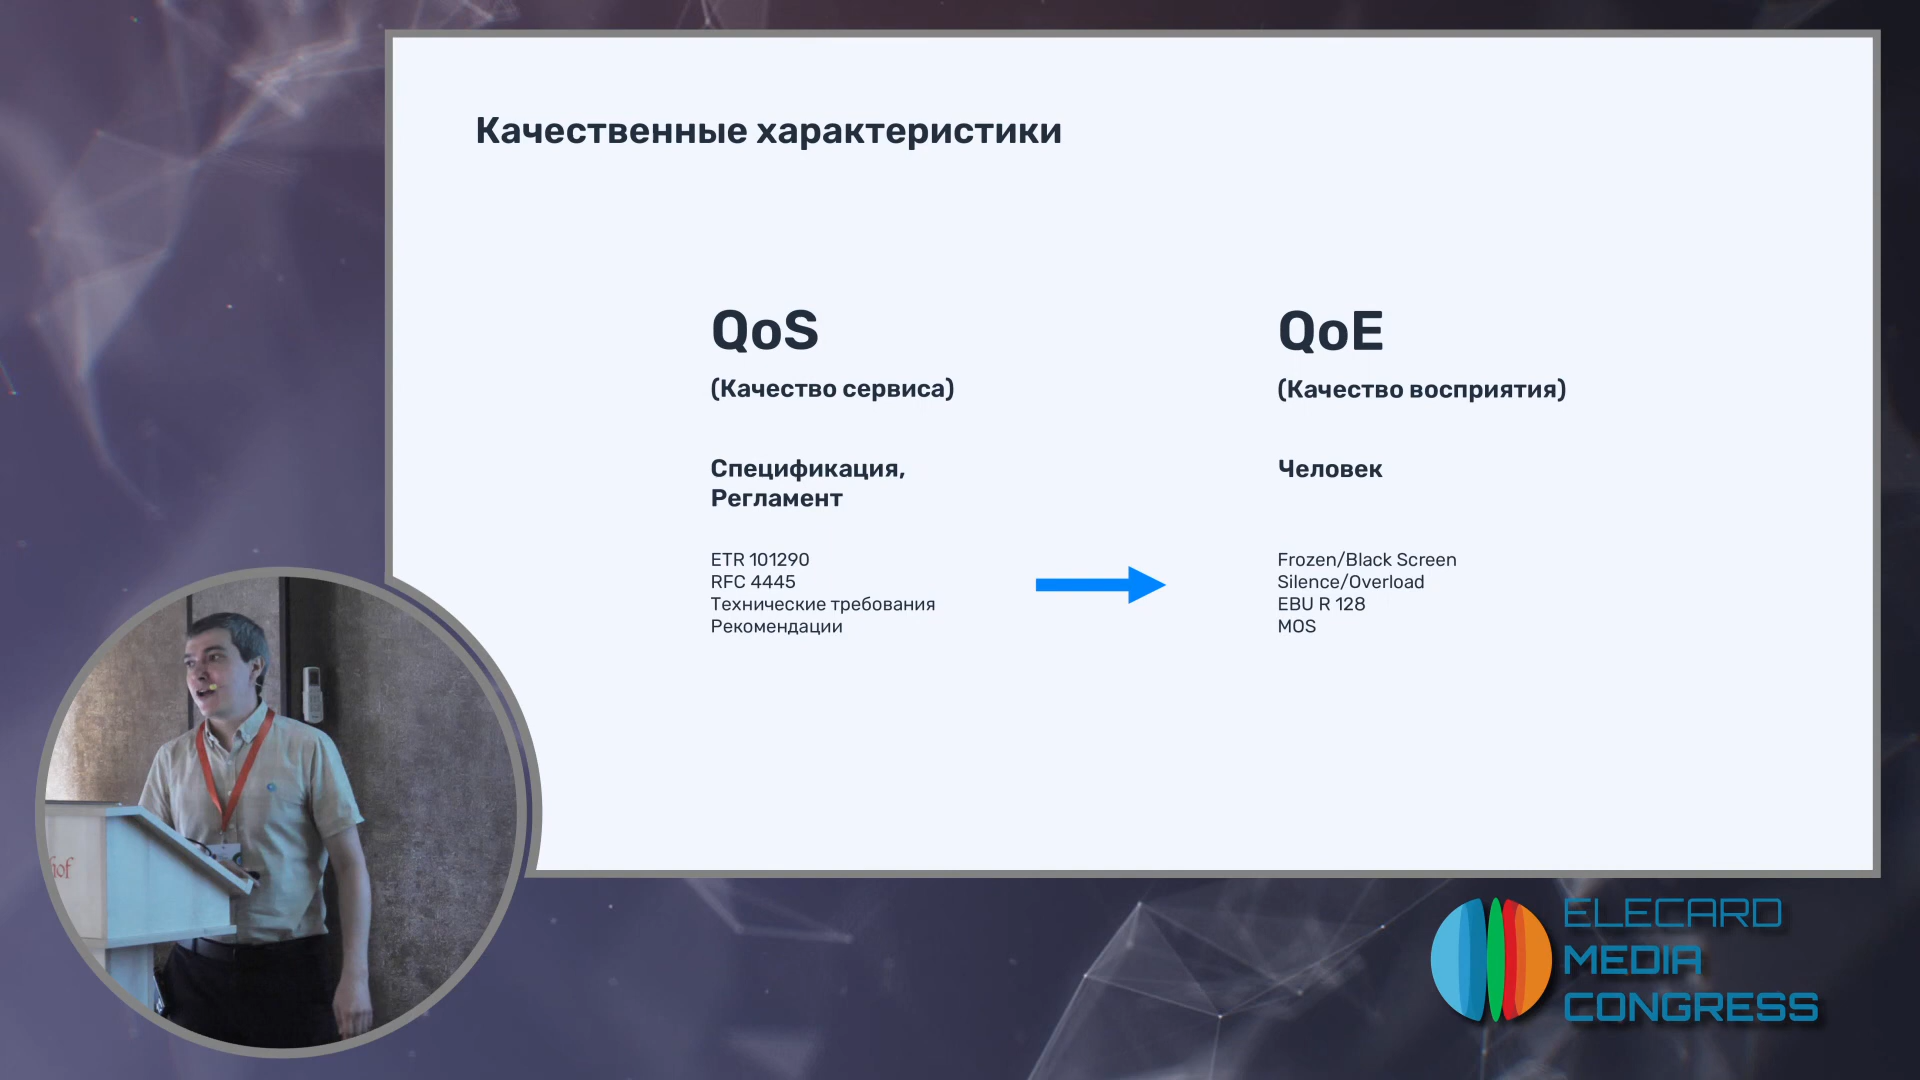 Качественные характеристики
QoS
(Качество сервиса)
Спецификация,
Регламент
ETR 101290
RFC 4445
Технические требования
Рекомендации
QoE
(Качество восприятия)
Человек
Frozen/Black Screen
Silence/Overload
EBU R 128
MOS
hof
ELECARD
MEDIA
CONGRESS